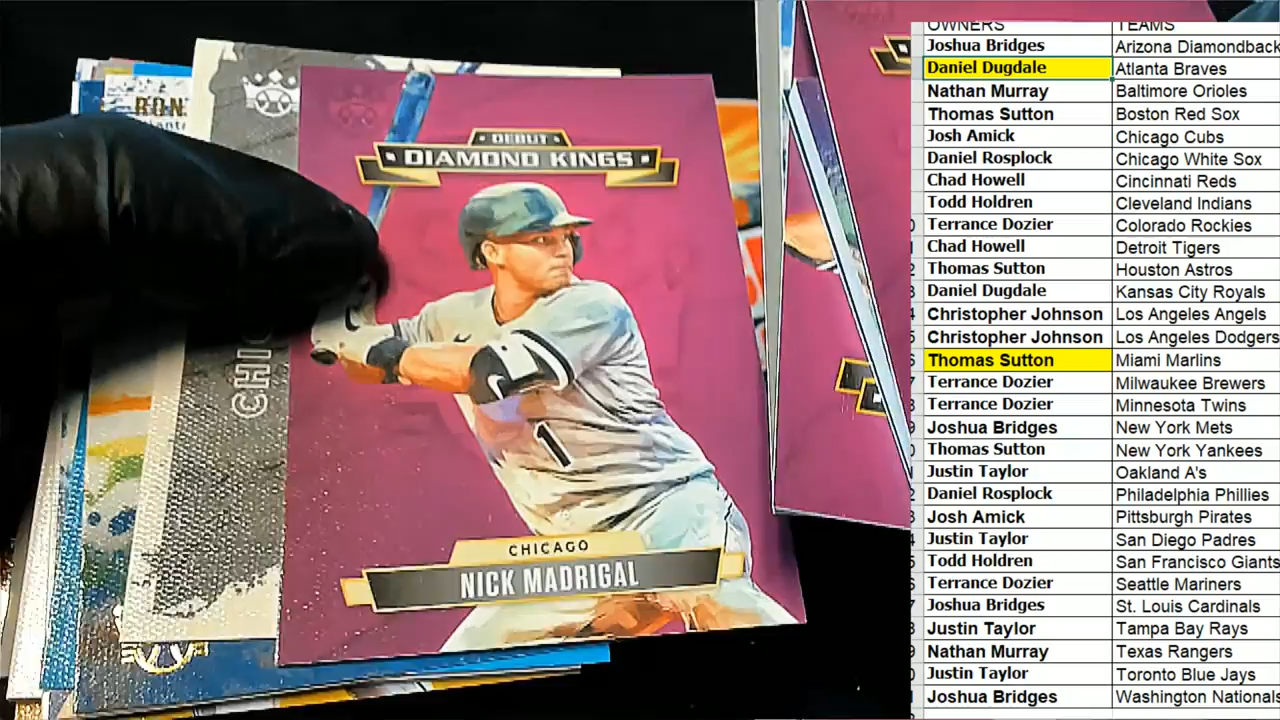 DEBUT
DIAMOND KINGS
1
CHICAGO
NICK MADRIGAL
RON
CHIC
OWNERS TEAMS
Joshua Bridges Arizona Diamondback
Daniel Dugdale Atlanta Braves
Nathan Murray Baltimore Orioles
Thomas Sutton Boston Red Sox
Josh Amick Chicago Cubs
Daniel Rosplock Chicago White Sox
Chad Howell Cincinnati Reds
Todd Holdren Cleveland Indians
Terrance Dozier Colorado Rockies
Chad Howell Detroit Tigers
Thomas Sutton Houston Astros
Daniel Dugdale Kansas City Royals
Christopher Johnson Los Angeles Angels
Christopher Johnson Los Angeles Dodgers
Thomas Sutton Miami Marlins
Terrance Dozier Milwaukee Brewers
Terrance Dozier Minnesota Twins
Joshua Bridges New York Mets
Thomas Sutton New York Yankees
Justin Taylor Oakland A's
Daniel Rosplock Philadelphia Phillies
Josh Amick Pittsburgh Pirates
Justin Taylor San Diego Padres
Todd Holdren San Francisco Giants
Terrance Dozier Seattle Mariners
Joshua Bridges St. Louis Cardinals
Justin Taylor Tampa Bay Rays
Nathan Murray Texas Rangers
Justin Taylor Toronto Blue Jays
Joshua Bridges Washington Nationals